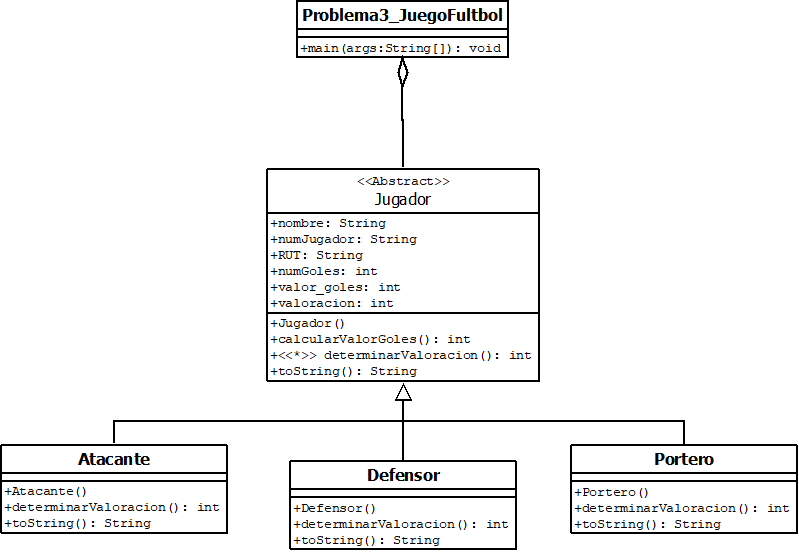 Problema3_JuegoFultbol
+main(args:String[]): void
<<Abstract>>
Jugador
+nombre: String
+numJugador: String
+RUT: String
+numGoles: int
+valor_goles: int
+valoracion: int
+Jugador()
+calcularValorGoles(): int
+<<*>> determinarValoracion(): int
+toString(): String
Atacante
+Atacante()
+determinarValoracion(): int
+toString(): String
Defensor
+Defensor()
+determinarValoracion(): int
+toString(): String
Portero
+Portero()
+determinarValoracion(): int
+toString(): String